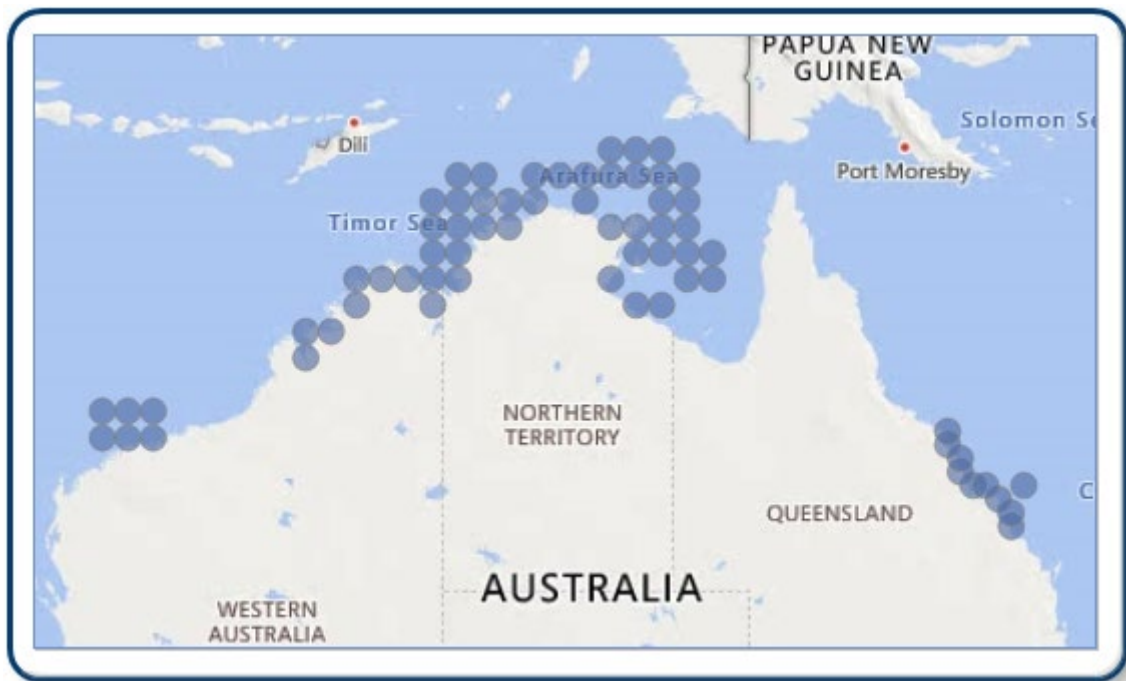 PAPUA NEW
GUINEA
Solomon Se
Dili
Port Moresby
Arafura Sea
Timor Sea
NORTHERN
TERRITORY
C
QUEENSLAND
AUSTRALIA
WESTERN
AUSTRALIA